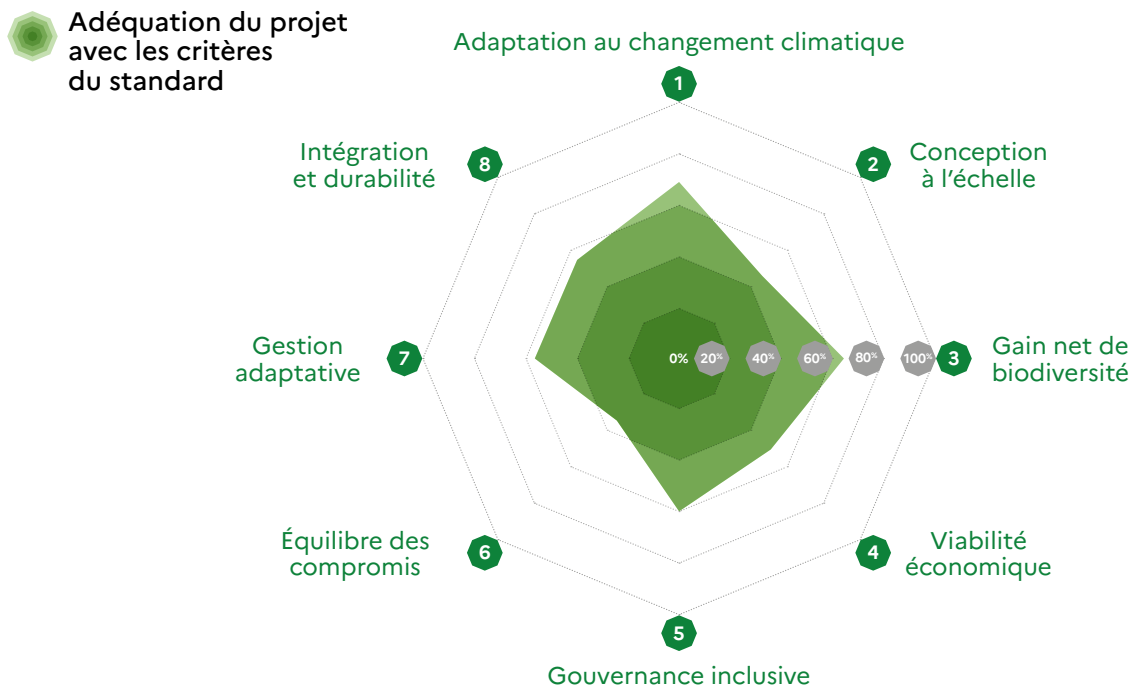 Adéquation du projet
avec les critères
du standard
Adaptation au changement climatique
1
2
Conception
à l’échelle
3
Gain net de
biodiversité
4
Viabilité
économique
5
Gouvernance inclusive
6
Équilibre des
compromis
7
Gestion
adaptative
8
Intégration
et durabilité
0%
20%
40%
60%
80%
100%